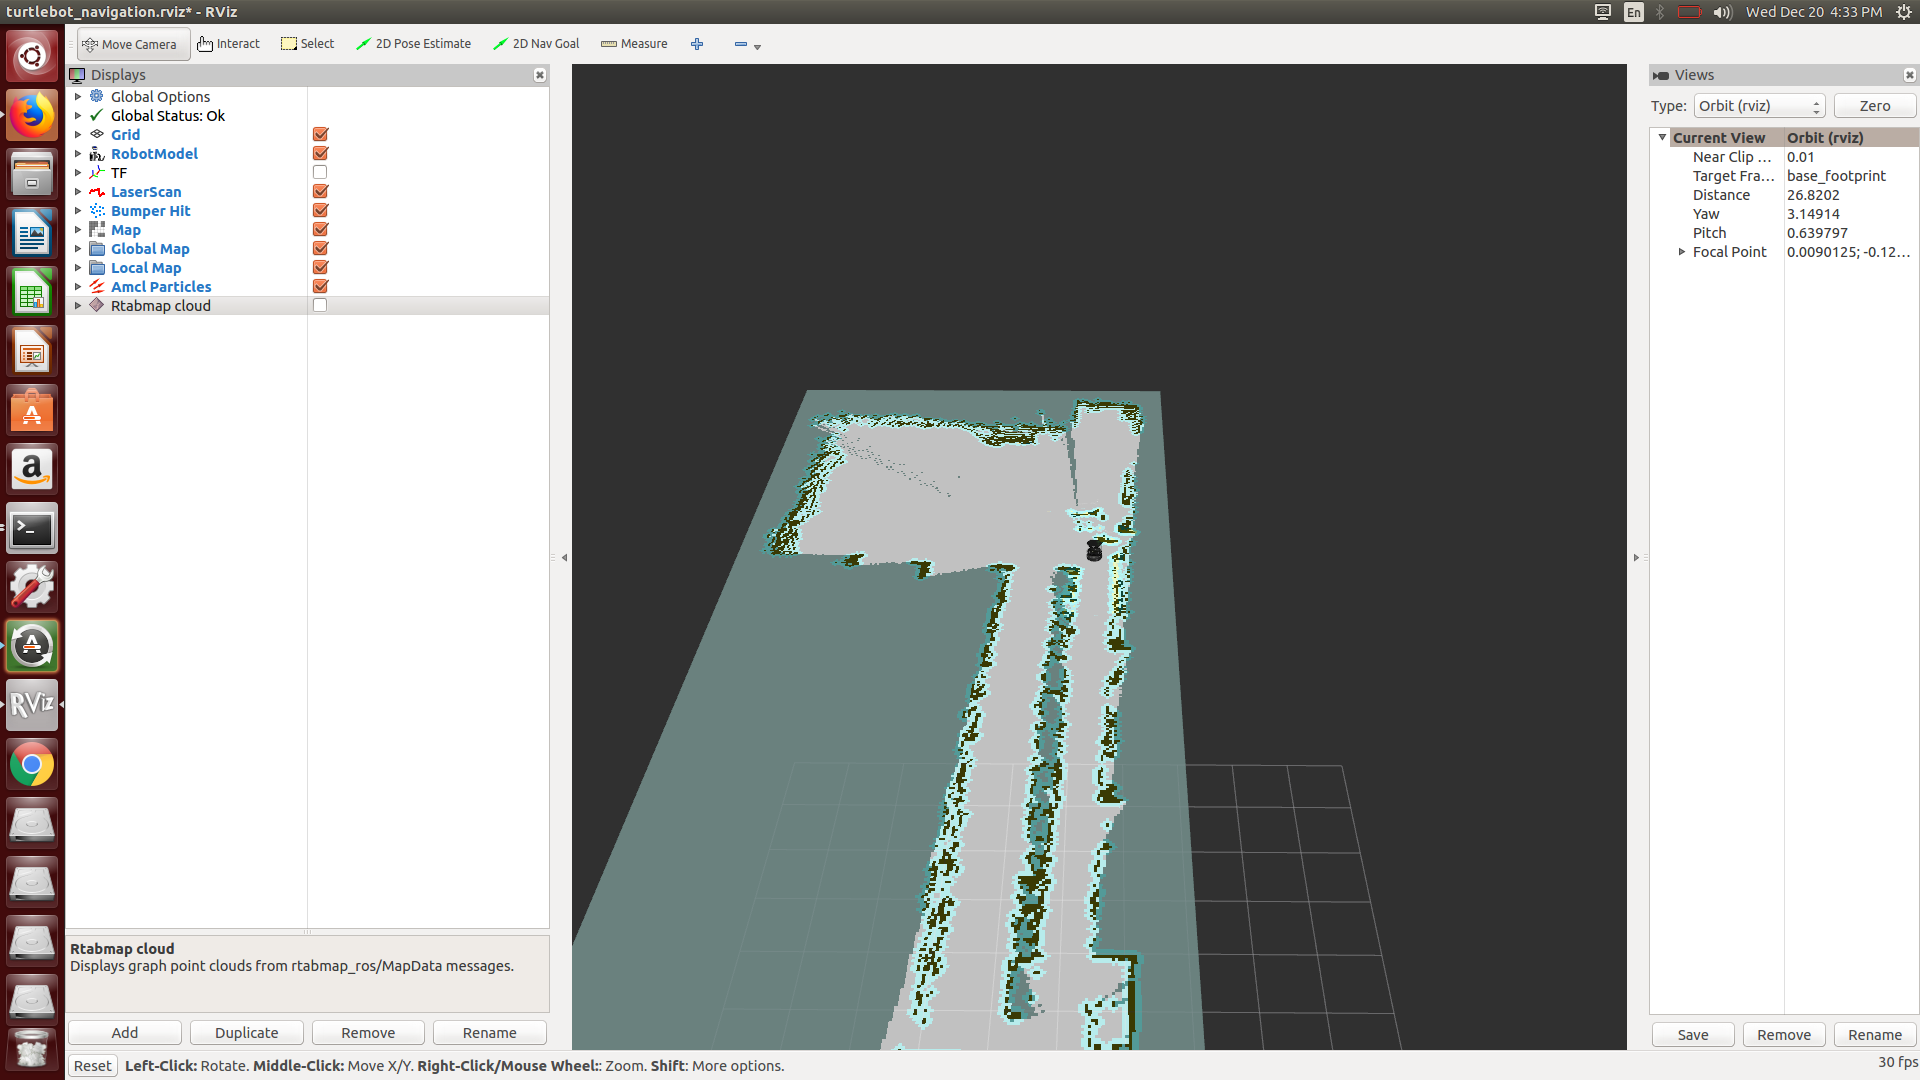 turtlebot_navigation.rviz* - RViz
En
Wed Dec 20 4:33 PM
Move Camera
Interact
Select
2D Pose Estimate
2D Nav Goal
Measure
Displays
Global Options
Global Status: Ok
Grid
RobotModel
TF
LaserScan
Bumper Hit
Map
Global Map
Local Map
Amcl Particles
Rtabmap cloud
Rtabmap cloud
Displays graph point clouds from rtabmap_ros/MapData messages.
Add
Duplicate
Remove
Rename
Reset
Left-Click: Rotate. Middle-Click: Move X/Y. Right-Click/Mouse Wheel:: Zoom. Shift: More options.
Views
Type:
Orbit (rviz)
Zero
Current View
Orbit (rviz)
Near Clip ...
0.01
Target Fra...
base_footprint
Distance
26.8202
Yaw
3.14914
Pitch
0.639797
Focal Point
0.0090125; -0.12...
Save
Remove
Rename
30 fps
RViz
a